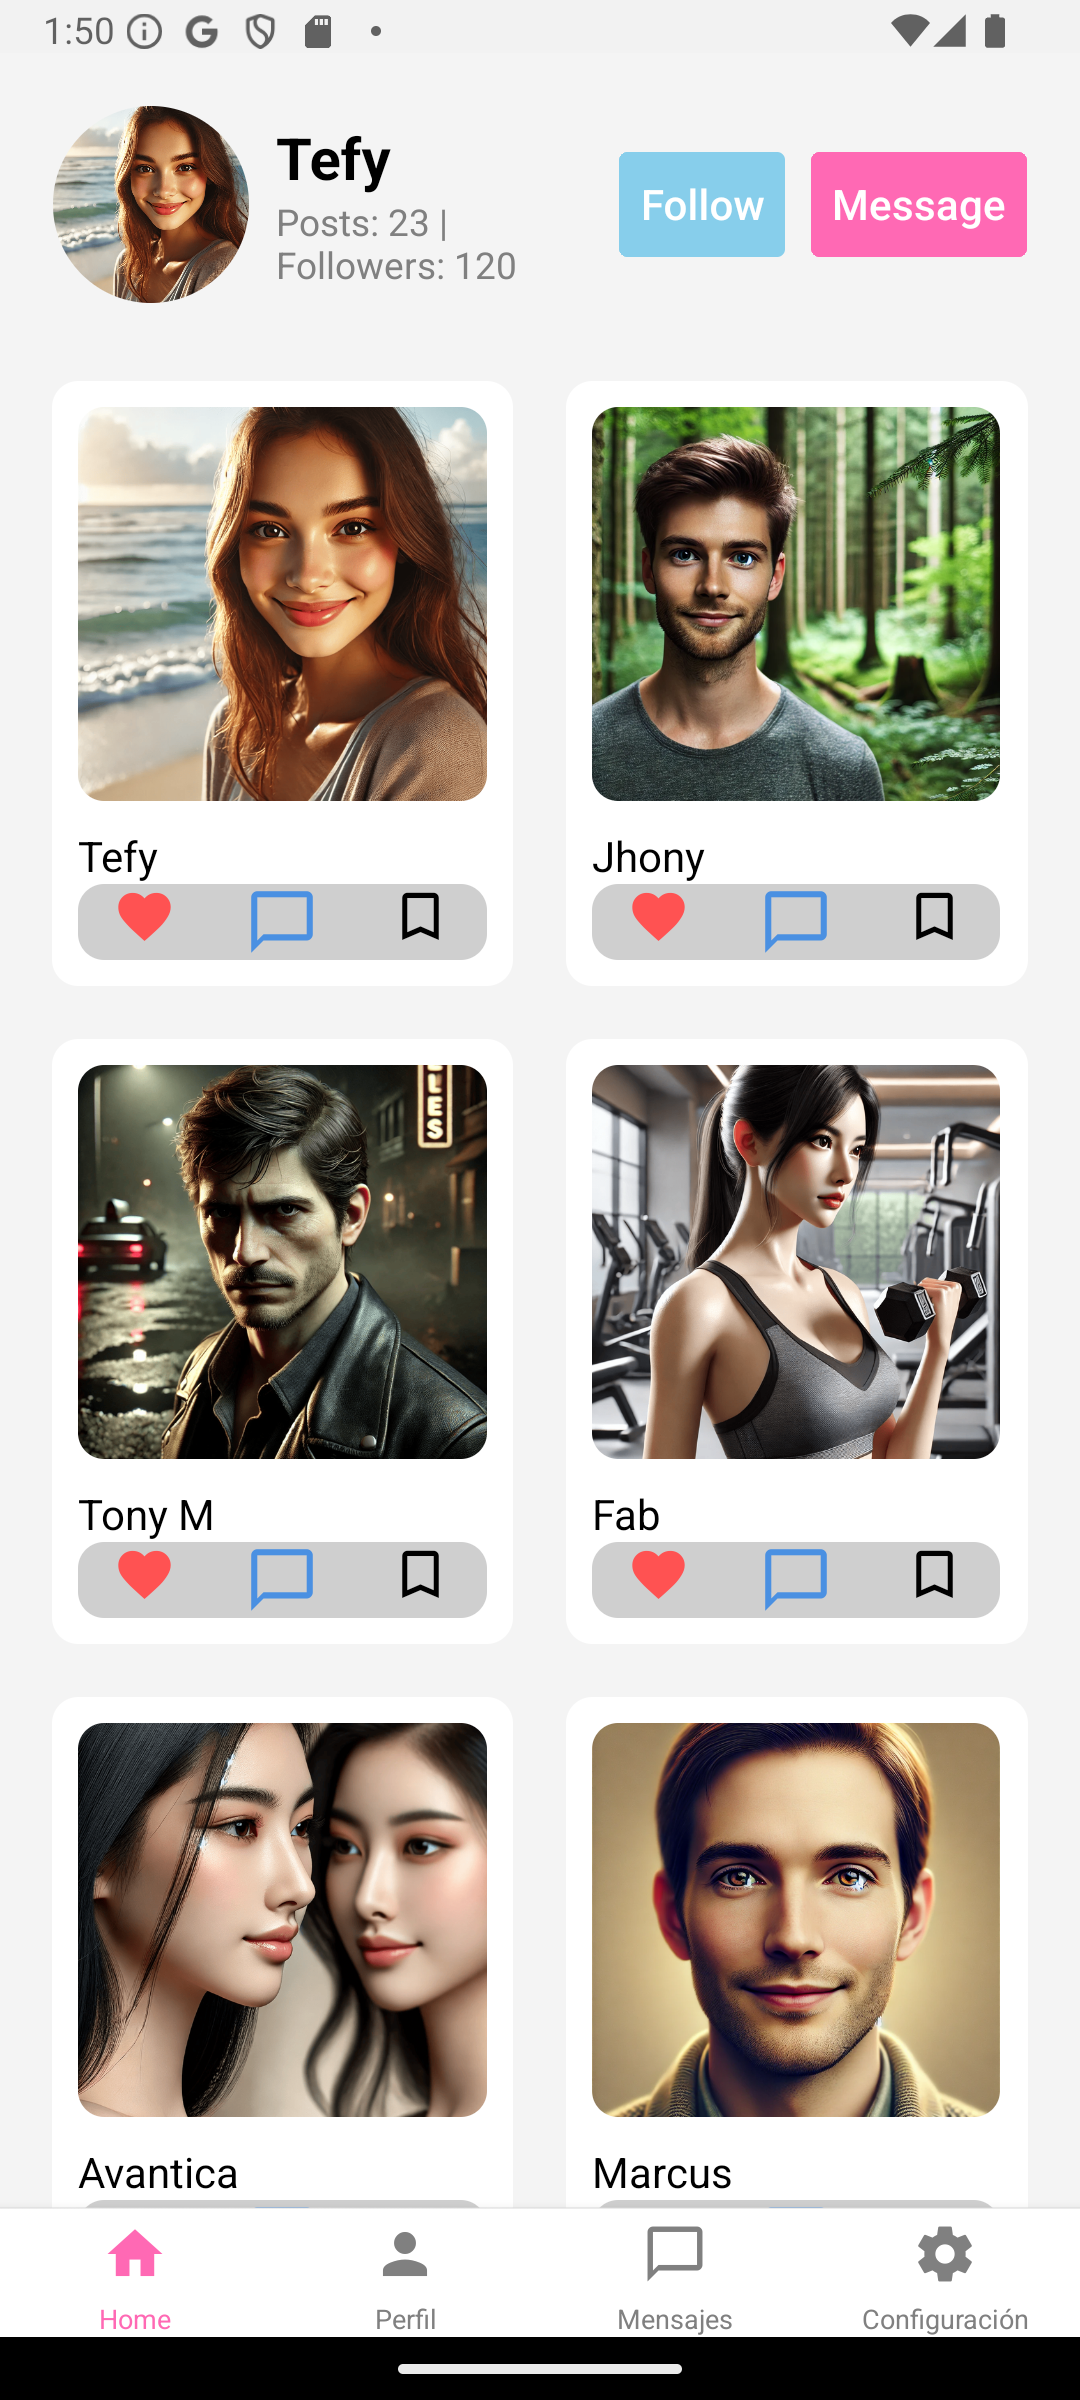 1:50
Tefy
Posts: 23 |
Followers: 120
Follow
Message
Tefy
Jhony
LES
Tony M
Fab
Avantica
Marcus
Home
Perfil
Mensajes
Configuración